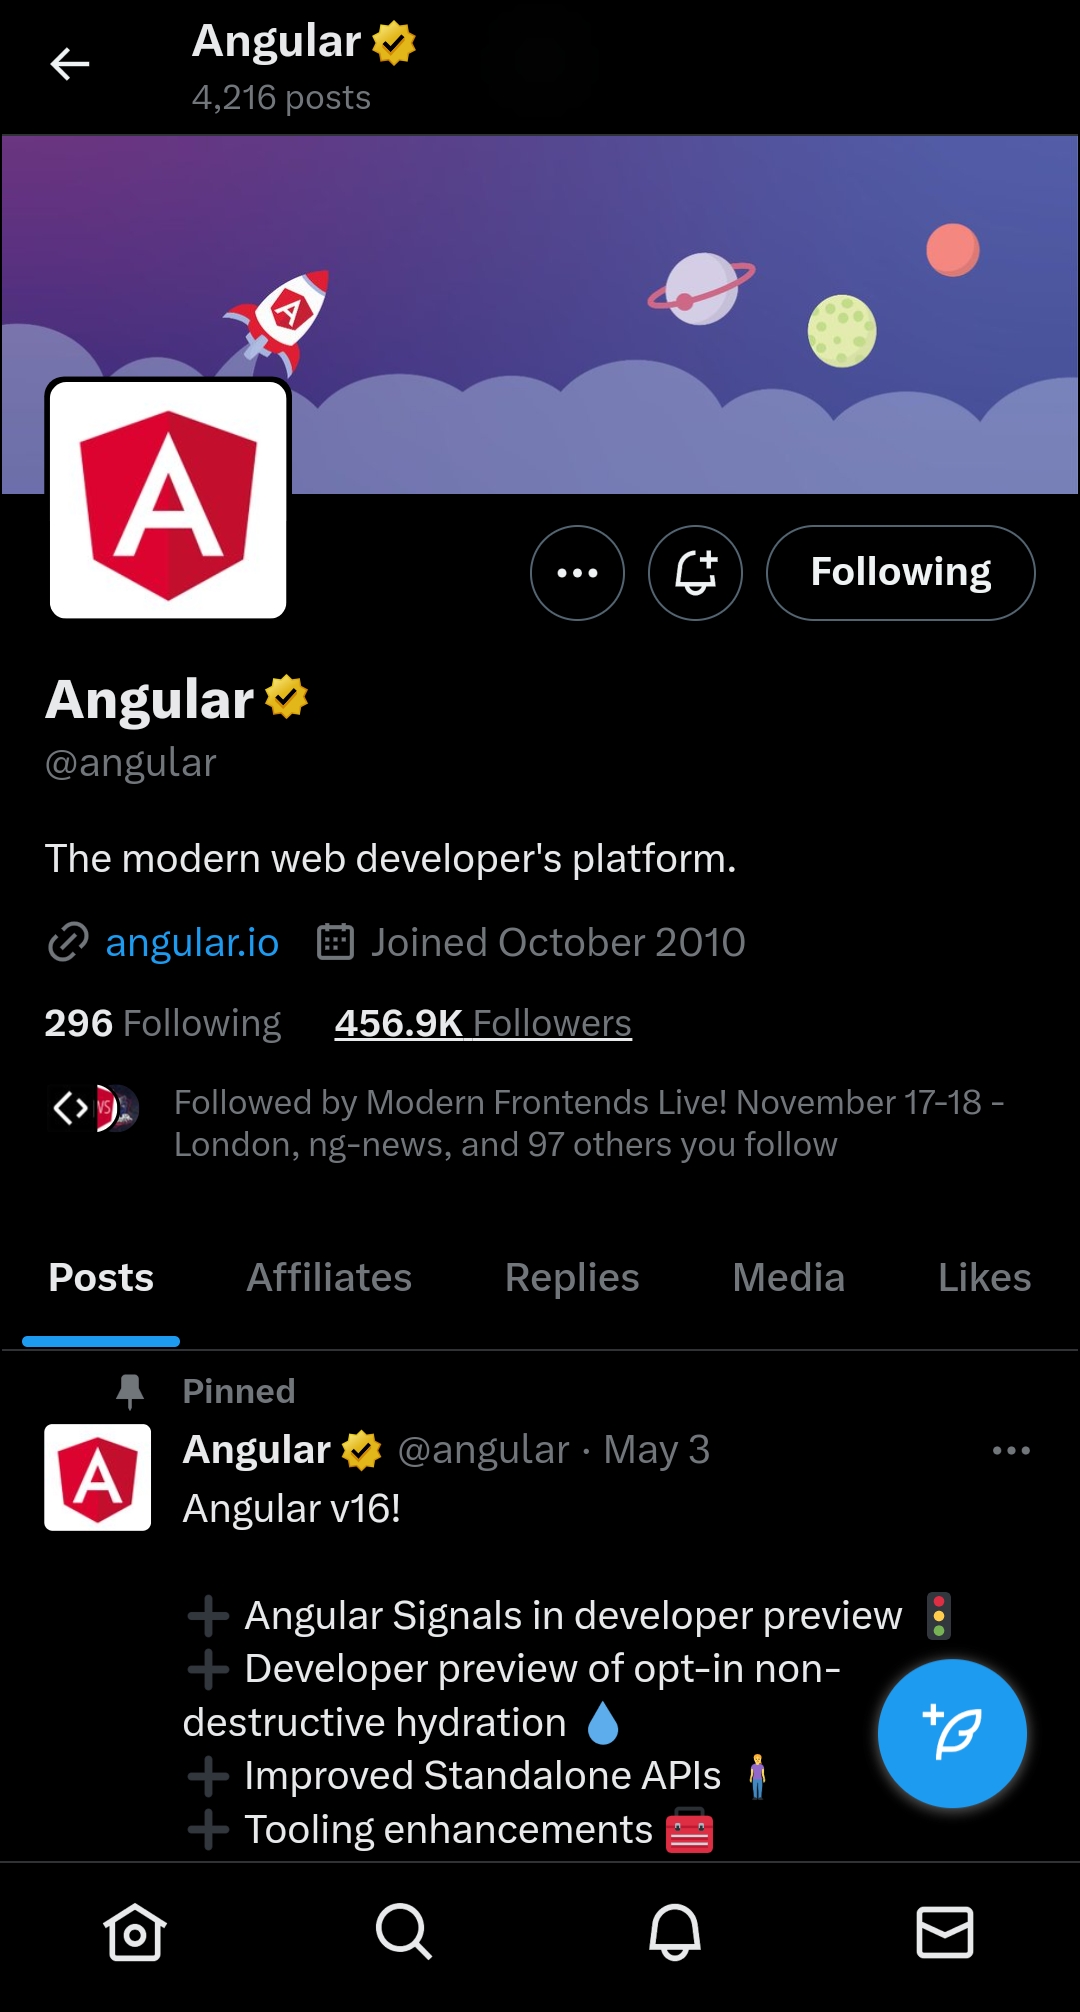 Angular
4,216 posts
Following
Angular
@angular
The modern web developer's platform.
angular.io Joined October 2010
296 Following 456.9K Followers
Followed by Modern Frontends Live! November 17-18 -
London, ng-news, and 97 others you follow
Posts Affiliates Replies Media Likes
Pinned
Angular @angular · May 3
Angular v16!
➕ Angular Signals in developer preview 🚦
➕ Developer preview of opt-in non-
destructive hydration 💧
➕ Improved Standalone APIs 🧍‍♀️
➕ Tooling enhancements 🧰